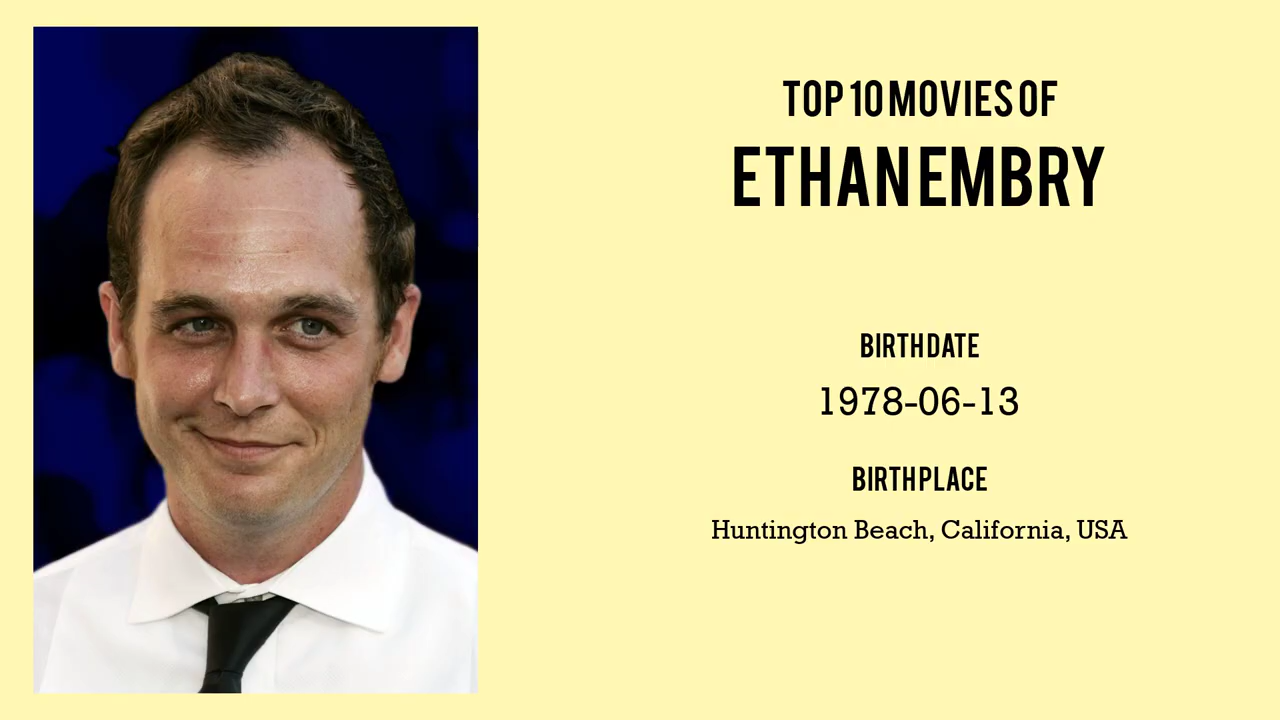 TOP 10 MOVIES OF
ETHAN EMBRY
BIRTHDATE
1978-06-13
BIRTHPLACE
Huntington Beach, California, USA